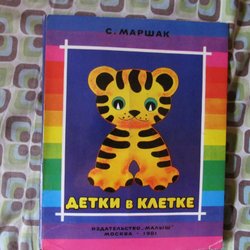 С. МАРШАК
ДЕТКИ В КЛЕТКЕ
ИЗДАТЕЛЬСТВО „МАЛЫШ"
МОСКВА - 1981